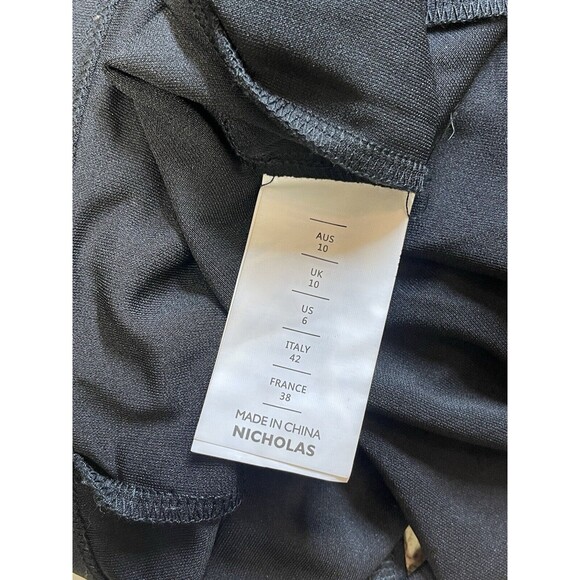 AUS
10
UK
10
US
6
ITALY
42
FRANCE
38
MADE IN CHINA
NICHOLAS